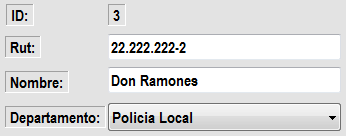 ID: 3
Rut: 22.222.222-2
Nombre: Don Ramones
Departamento: Policia Local